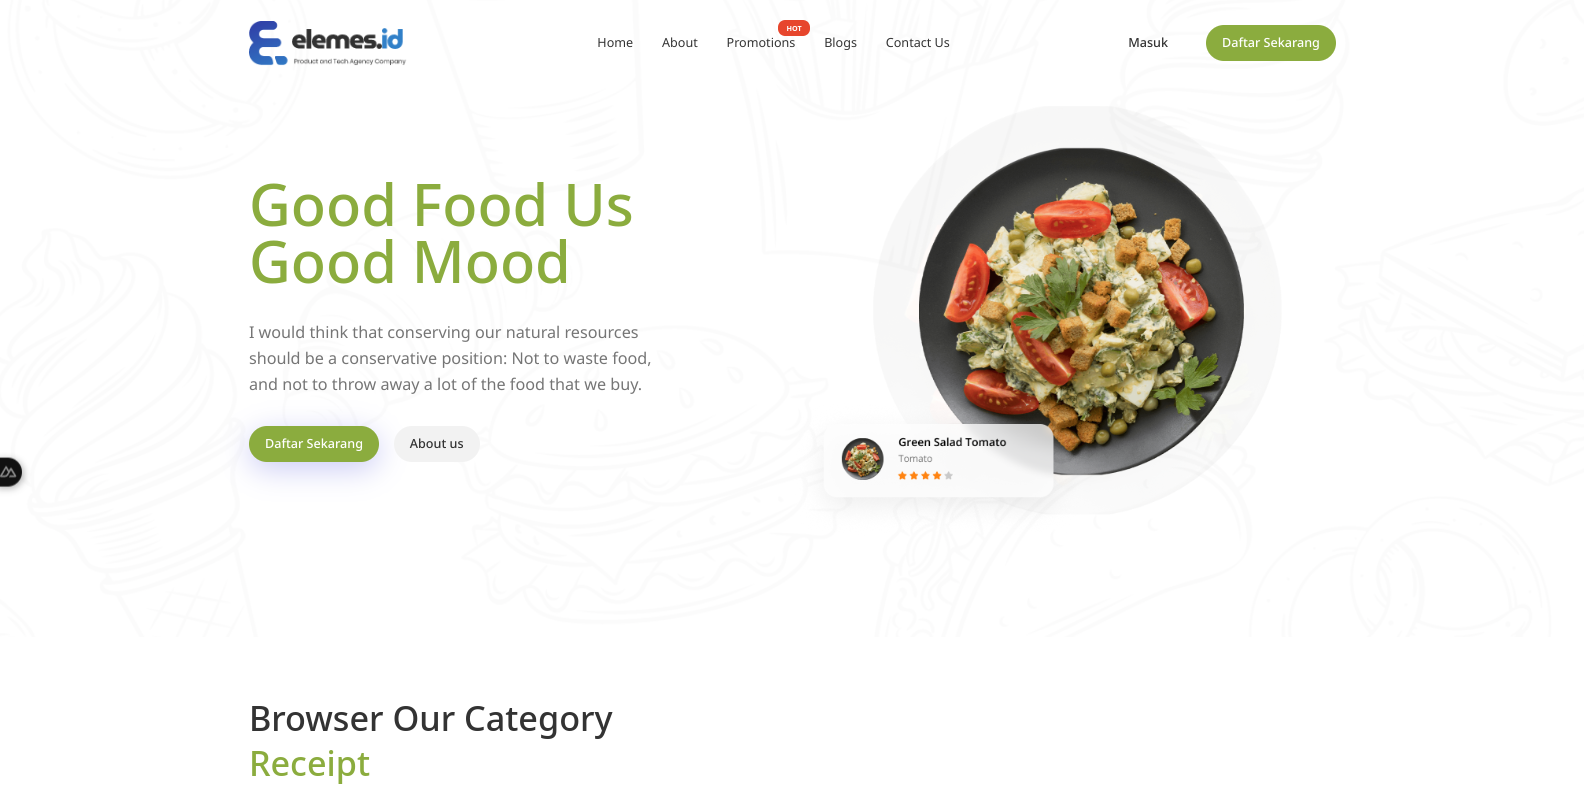 elemes.id
Product and Tech Agency Company
Home
About
Promotions
HOT
Blogs
Contact Us
Masuk
Daftar Sekarang
Good Food Us
Good Mood
I would think that conserving our natural resources
should be a conservative position: Not to waste food,
and not to throw away a lot of the food that we buy.
Daftar Sekarang
About us
Green Salad Tomato
Tomato
Browser Our Category
Receipt